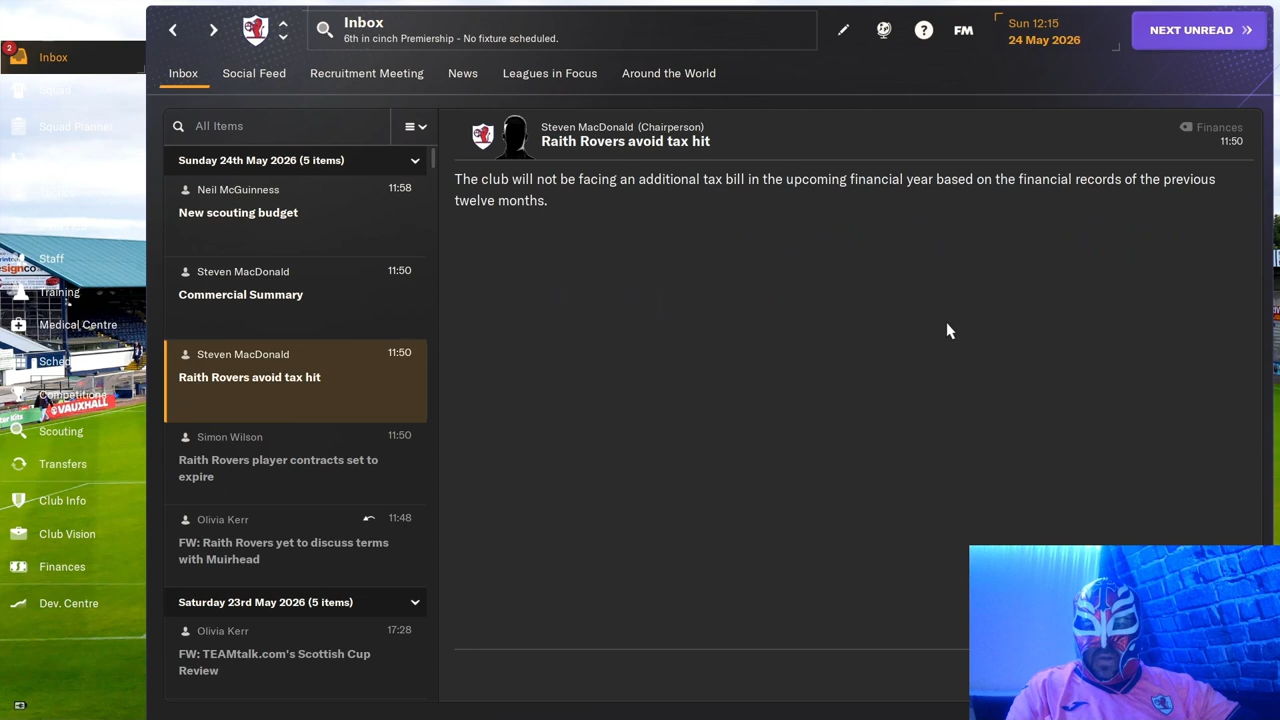 Inbox
6th in cinch Premiership - No fixture scheduled.
FM
Sun 12:15
24 May 2026
NEXT UNREAD
2
Inbox
Squad
Squad Planner
Staff
Training
Medical Centre
Sched
Competitions
VAUXHALL
Scouting
Transfers
Club Info
Club Vision
Finances
Dev. Centre
Inbox
Social Feed
Recruitment Meeting
News
Leagues in Focus
Around the World
All Items
Sunday 24th May 2026 (5 items)
Neil McGuinness 11:58
New scouting budget
Steven MacDonald 11:50
Commercial Summary
Steven MacDonald 11:50
Raith Rovers avoid tax hit
Simon Wilson 11:50
Raith Rovers player contracts set to
expire
Olivia Kerr 11:48
FW: Raith Rovers yet to discuss terms
with Muirhead
Saturday 23rd May 2026 (5 items)
Olivia Kerr 17:28
FW: TEAMtalk.com's Scottish Cup
Review
Steven MacDonald (Chairperson)
Raith Rovers avoid tax hit
Finances
11:50
The club will not be facing an additional tax bill in the upcoming financial year based on the financial records of the previous
twelve months.